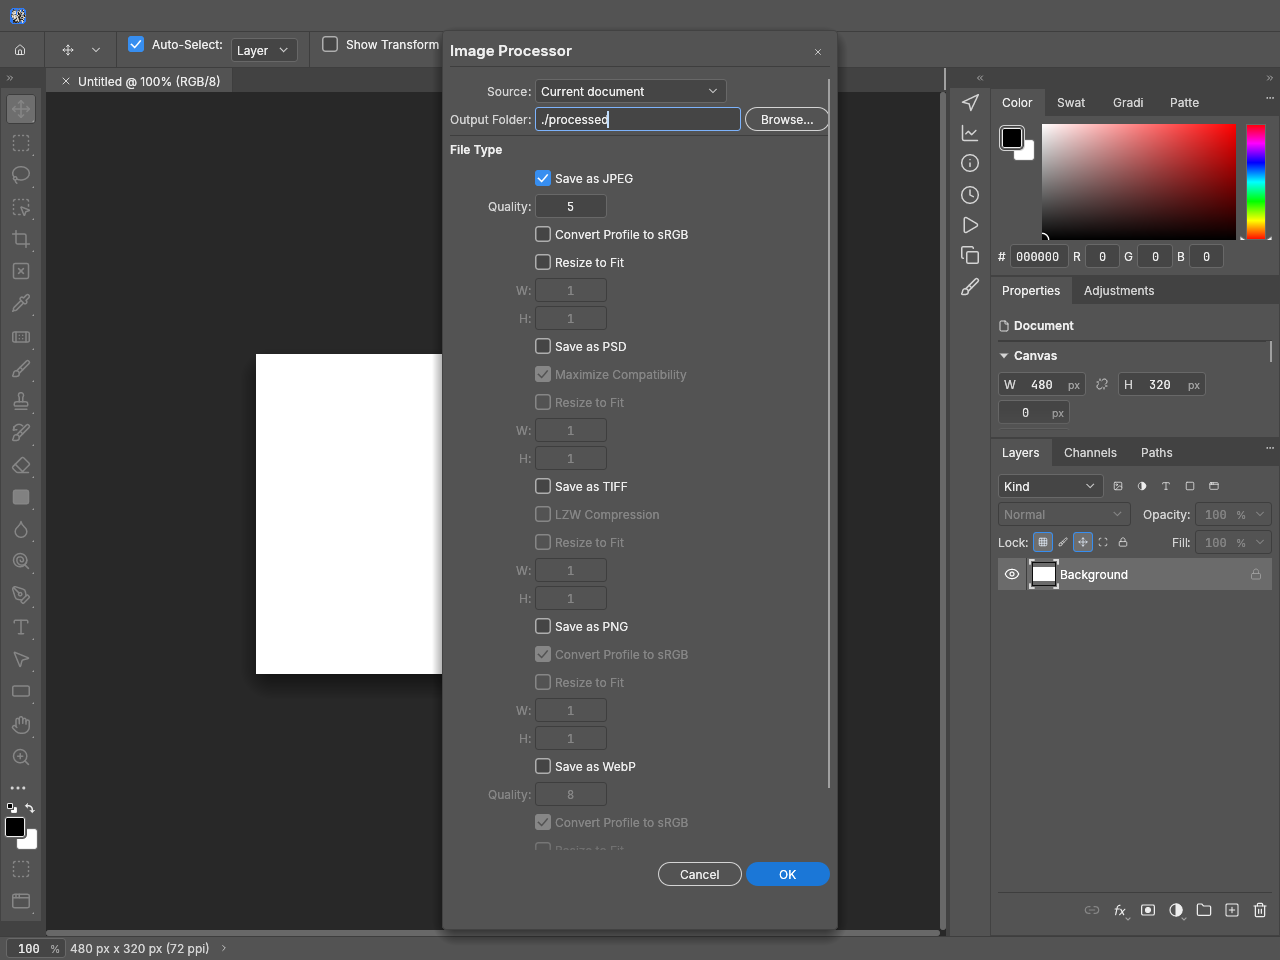 Auto-Select:
Layer
Show Transform
Untitled @ 100% (RGB/8)
Image Processor
Source:
Current document
Output Folder:
./processed
Browse...
File Type
Save as JPEG
Quality:
5
Convert Profile to sRGB
Resize to Fit
W:
1
H:
1
Save as PSD
Maximize Compatibility
Resize to Fit
W:
1
H:
1
Save as TIFF
LZW Compression
Resize to Fit
W:
1
H:
1
Save as PNG
Convert Profile to sRGB
Resize to Fit
W:
1
H:
1
Save as WebP
Quality:
8
Convert Profile to sRGB
Resize to Fit
Cancel
OK
Color
Swat
Gradi
Patte
# 000000 R 0 G 0 B 0
Properties
Adjustments
Document
Canvas
W 480 px
H 320 px
0 px
Layers
Channels
Paths
Kind
Normal
Opacity: 100 %
Lock:
Fill: 100 %
Background
fx
100 %
480 px x 320 px (72 ppi)